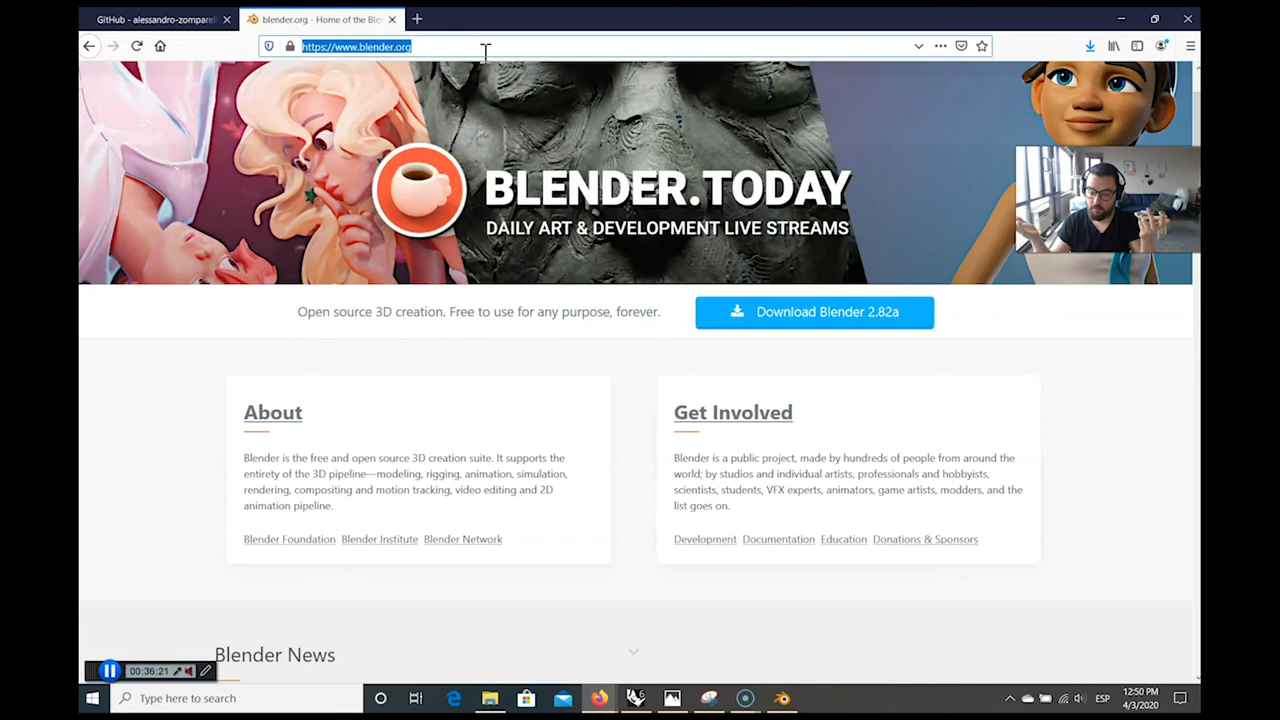 GitHub - alessandro-zompare
blender.org - Home of the Ble
https://www.blender.org
BLENDER.TODAY
DAILY ART & DEVELOPMENT LIVE STREAMS
Open source 3D creation. Free to use for any purpose, forever.
Download Blender 2.82a
About
Blender is the free and open source 3D creation suite. It supports the
entirety of the 3D pipeline—modeling, rigging, animation, simulation,
rendering, compositing and motion tracking, video editing and 2D
animation pipeline.
Blender Foundation Blender Institute Blender Network
Get Involved
Blender is a public project, made by hundreds of people from around the
world; by studios and individual artists, professionals and hobbyists,
scientists, students, VFX experts, animators, game artists, modders, and the
list goes on.
Development Documentation Education Donations & Sponsors
Blender News
00:36:21
Type here to search
6
ESP
12:50 PM
4/3/2020